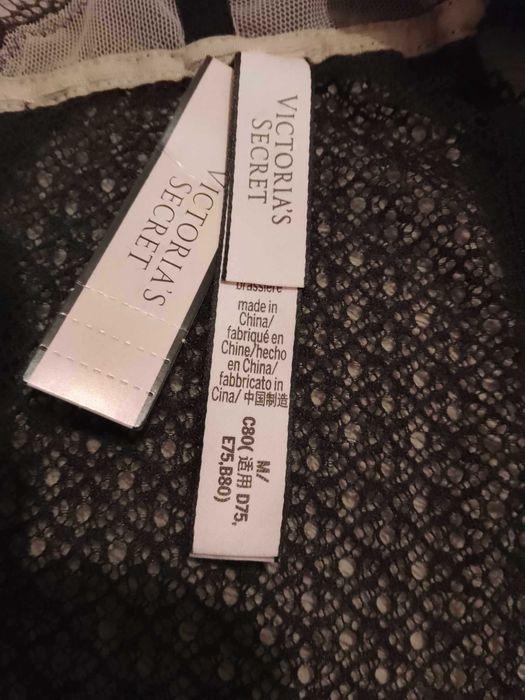 VICTORIA'S
SECRET
VICTORIA'S
SECRET
brassiere
made in
China/
fabriqué en
Chine/hecho
en China/
fabbricato in
Cina/ 中国制造
M/
C80( 适用 D75,
E75,B80)